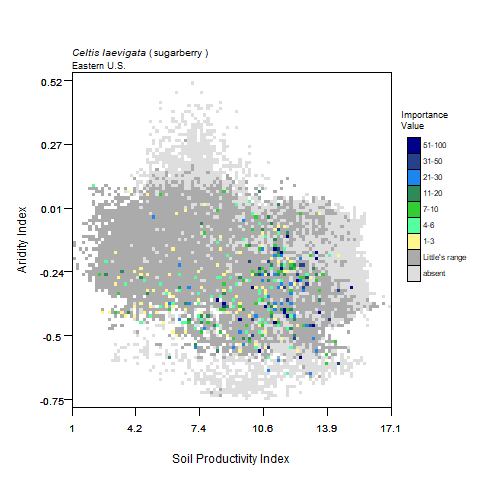 Celtis laevigata ( sugarberry )
Eastern U.S.
0.52
0.27
0.01
-0.24
-0.5
-0.75
Aridity Index
1 4.2 7.4 10.6 13.9 17.1
Soil Productivity Index
Importance
Value
51-100
31-50
21-30
11-20
7-10
4-6
1-3
Little's range
absent